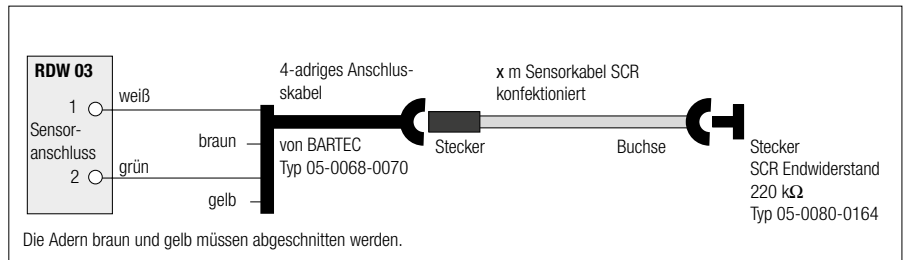 RDW 03
1
Sensor-
anschluss
2
weiß
braun
grün
gelb
4-adriges Anschlus-
skabel
von BARTEC
Typ 05-0068-0070
x m Sensorkabel SCR
konfektioniert
Stecker
Buchse
Stecker
SCR Endwiderstand
220 kΩ
Typ 05-0080-0164
Die Adern braun und gelb müssen abgeschnitten werden.